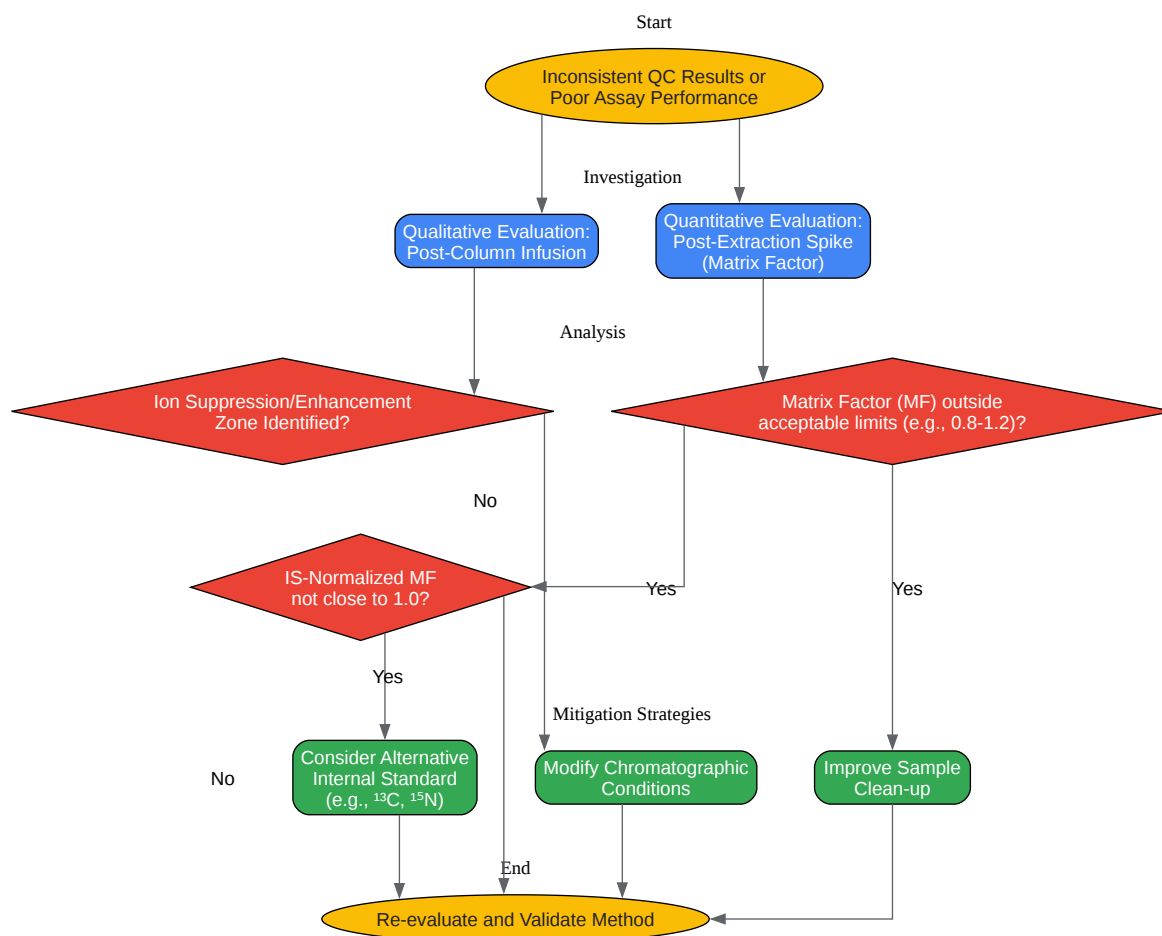 Start
Inconsistent QC Results or
Poor Assay Performance
Investigation
Qualitative Evaluation:
Post-Column Infusion
Quantitative Evaluation:
Post-Extraction Spike
(Matrix Factor)
Analysis
Ion Suppression/Enhancement
Zone Identified?
Matrix Factor (MF) outside
acceptable limits (e.g., 0.8-1.2)?
No
IS-Normalized MF
not close to 1.0?
Yes
Yes
Yes
Mitigation Strategies
No
Consider Alternative
Internal Standard
(e.g., ¹³C, ¹⁵N)
Modify Chromatographic
Conditions
Improve Sample
Clean-up
End
Re-evaluate and Validate Method